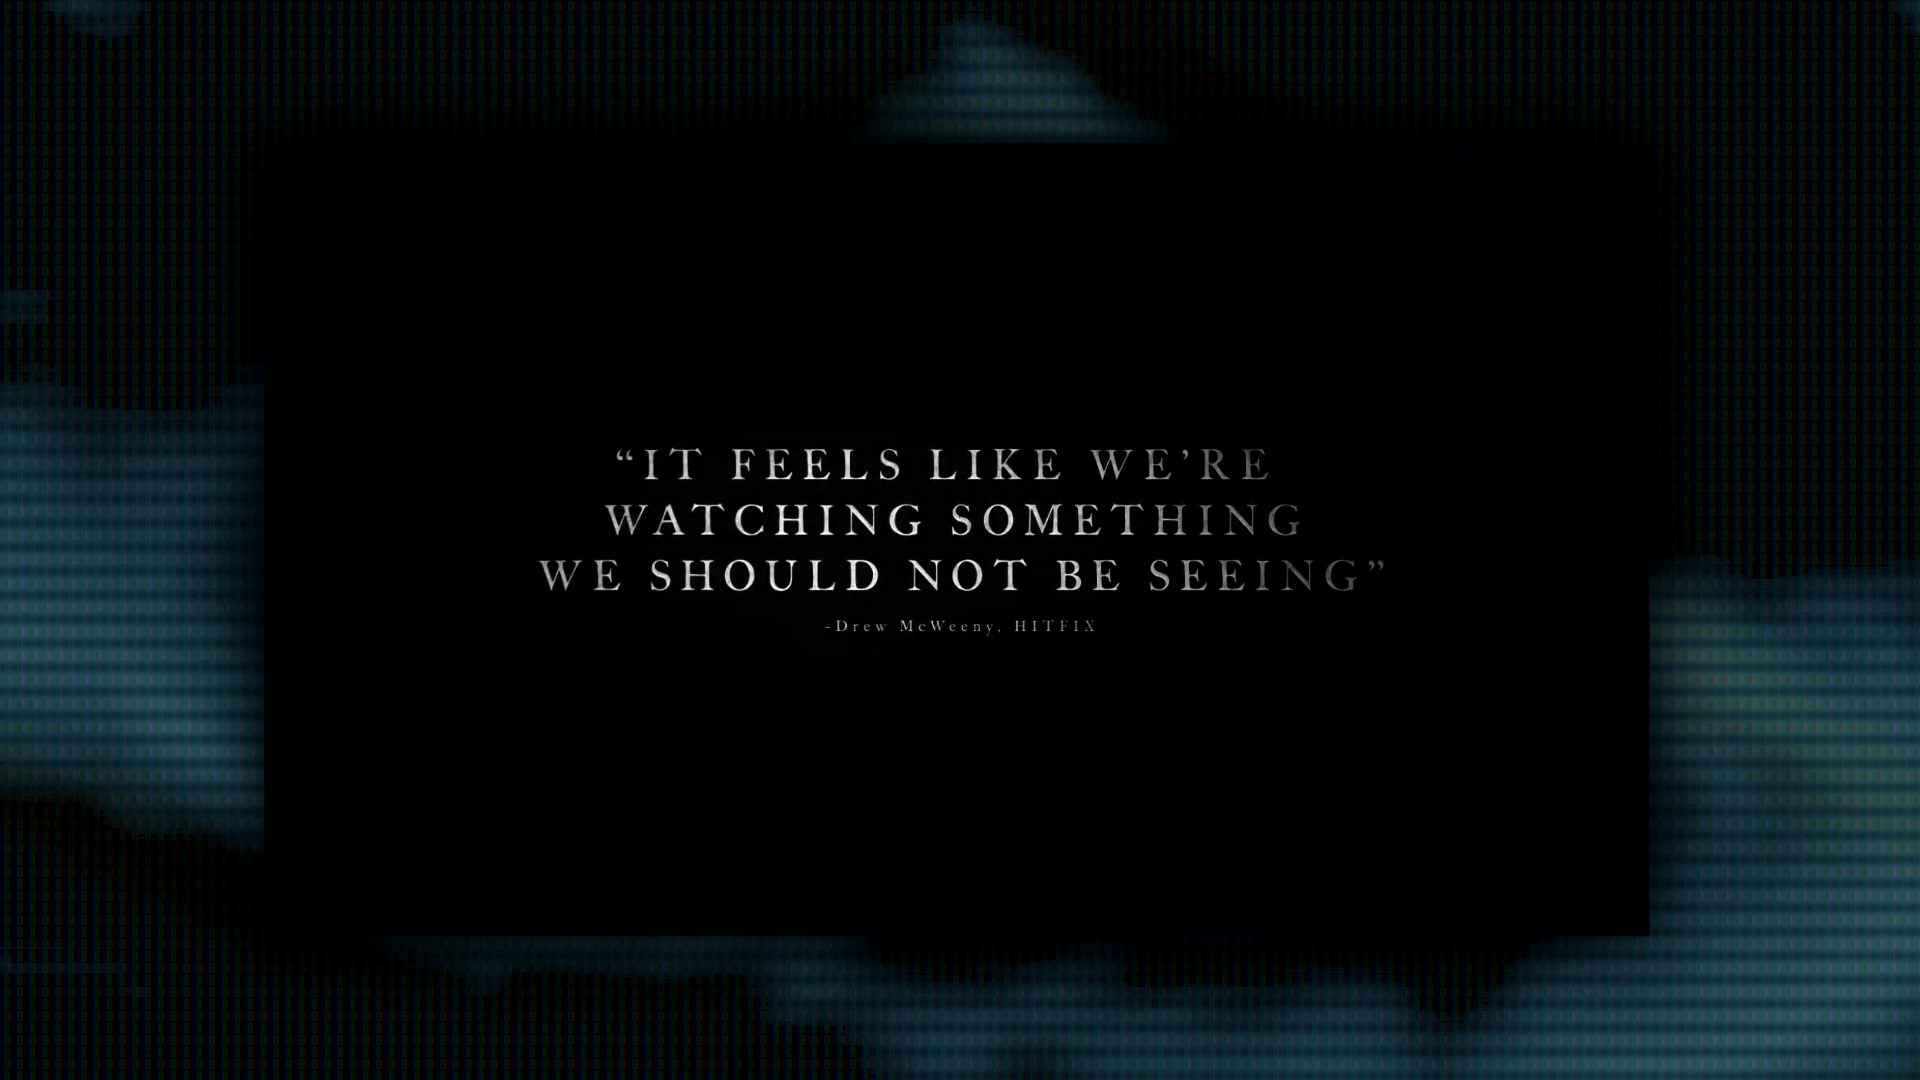 “IT FEELS LIKE WE’RE
WATCHING SOMETHING
WE SHOULD NOT BE SEEING”
-Drew McWeeny, HITFIX